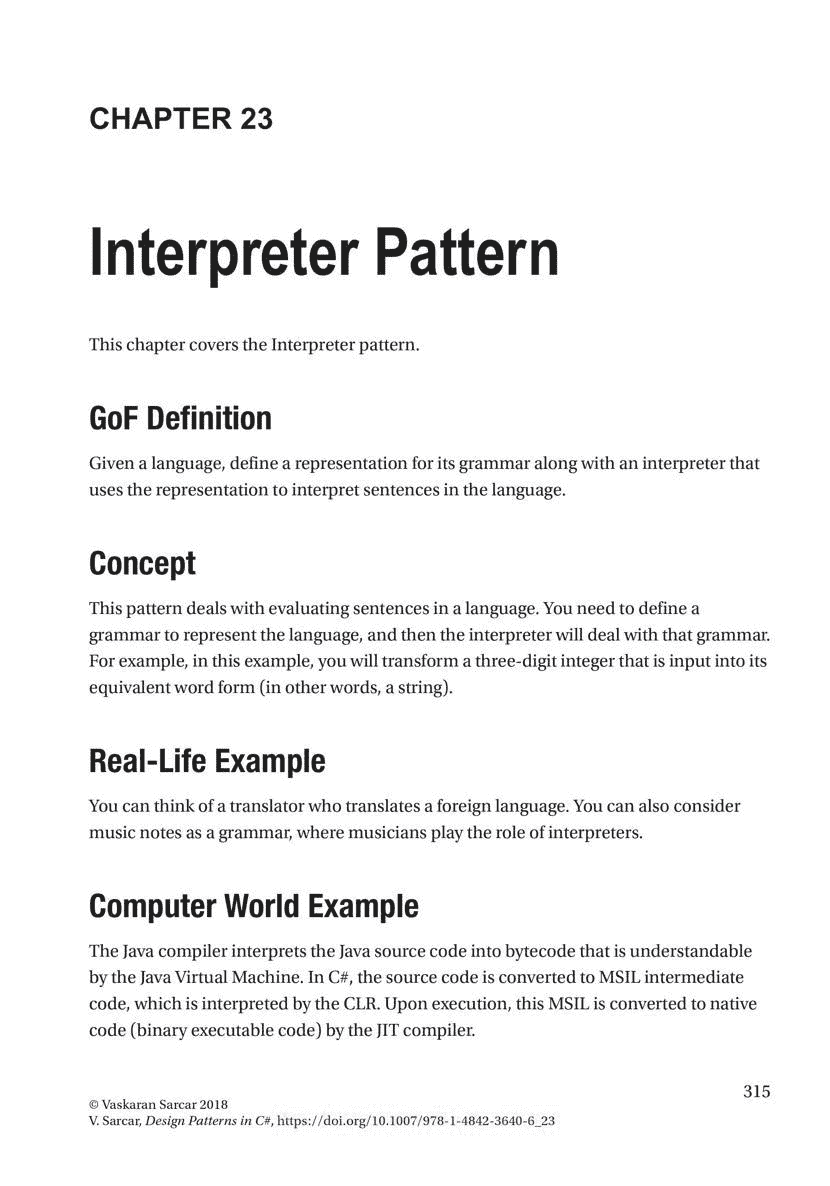 CHAPTER 23
Interpreter Pattern
This chapter covers the Interpreter pattern.
GoF Definition
Given a language, define a representation for its grammar along with an interpreter that
uses the representation to interpret sentences in the language.
Concept
This pattern deals with evaluating sentences in a language. You need to define a
grammar to represent the language, and then the interpreter will deal with that grammar.
For example, in this example, you will transform a three-digit integer that is input into its
equivalent word form (in other words, a string).
Real-Life Example
You can think of a translator who translates a foreign language. You can also consider
music notes as a grammar, where musicians play the role of interpreters.
Computer World Example
The Java compiler interprets the Java source code into bytecode that is understandable
by the Java Virtual Machine. In C#, the source code is converted to MSIL intermediate
code, which is interpreted by the CLR. Upon execution, this MSIL is converted to native
code (binary executable code) by the JIT compiler.
315
© Vaskaran Sarcar 2018
V. Sarcar, Design Patterns in C#, https://doi.org/10.1007/978-1-4842-3640-6_23